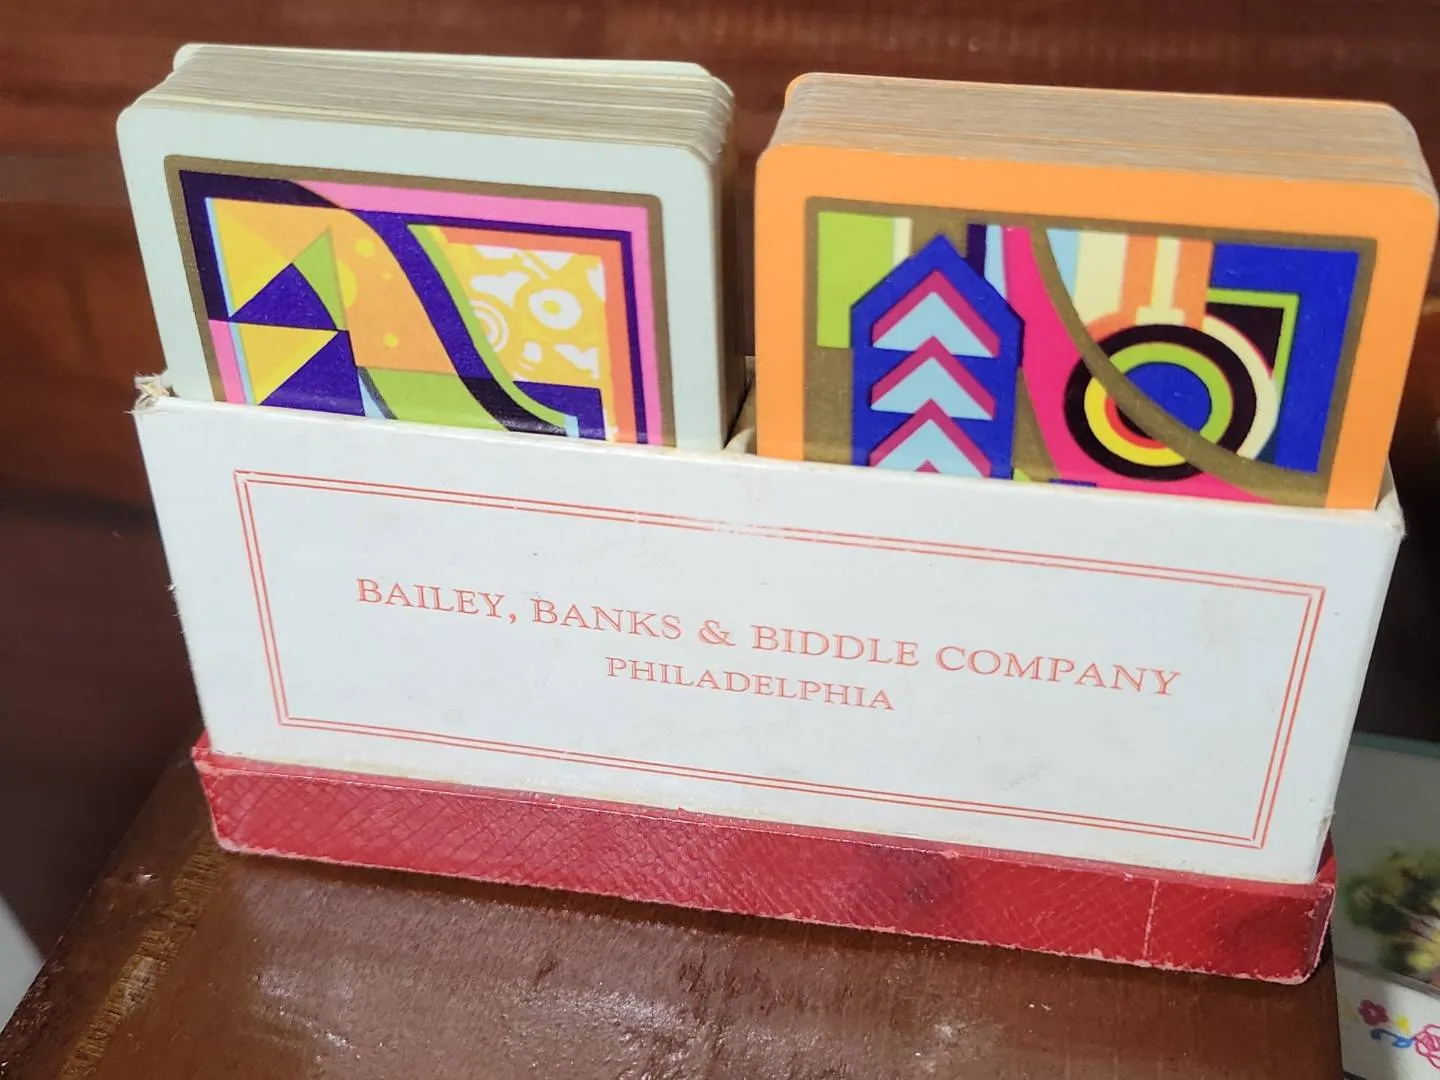 BAILEY, BANKS & BIDDLE COMPANY
PHILADELPHIA